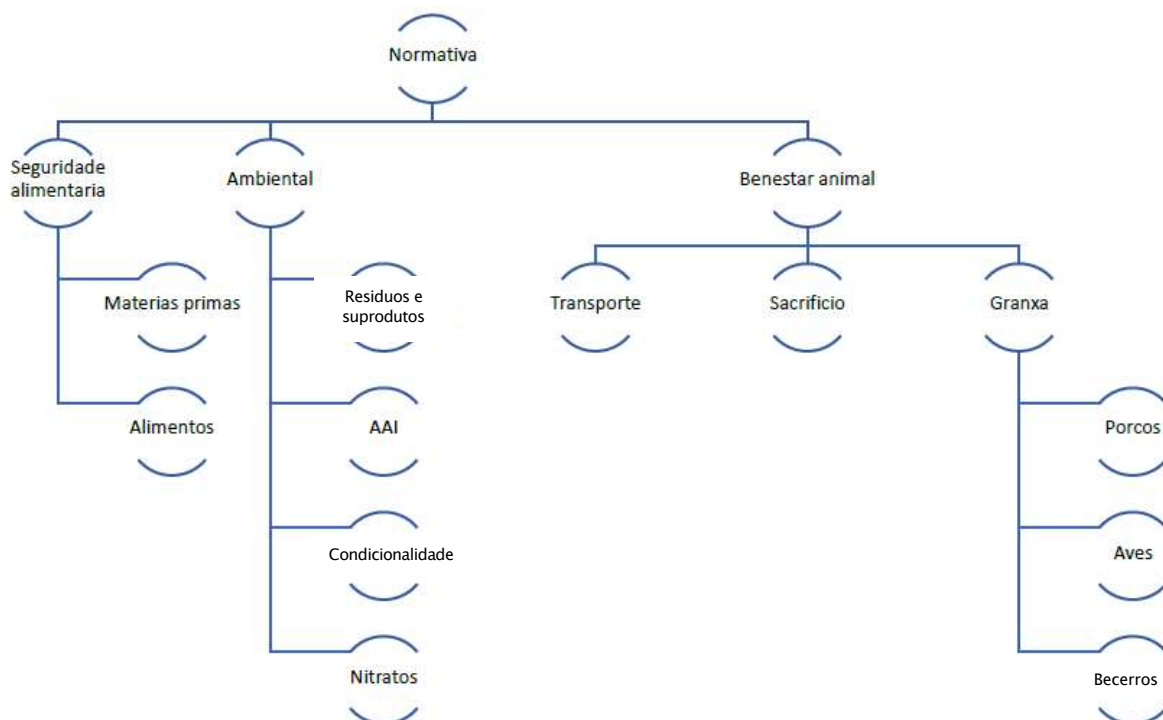 Normativa
Seguridade
alimentaria
Ambiental
Benestar animal
Materias primas
Residuos e
suprodutos
Transporte
Sacrificio
Granxa
Alimentos
AAI
Porcos
Condicionalidade
Aves
Nitratos
Becerros